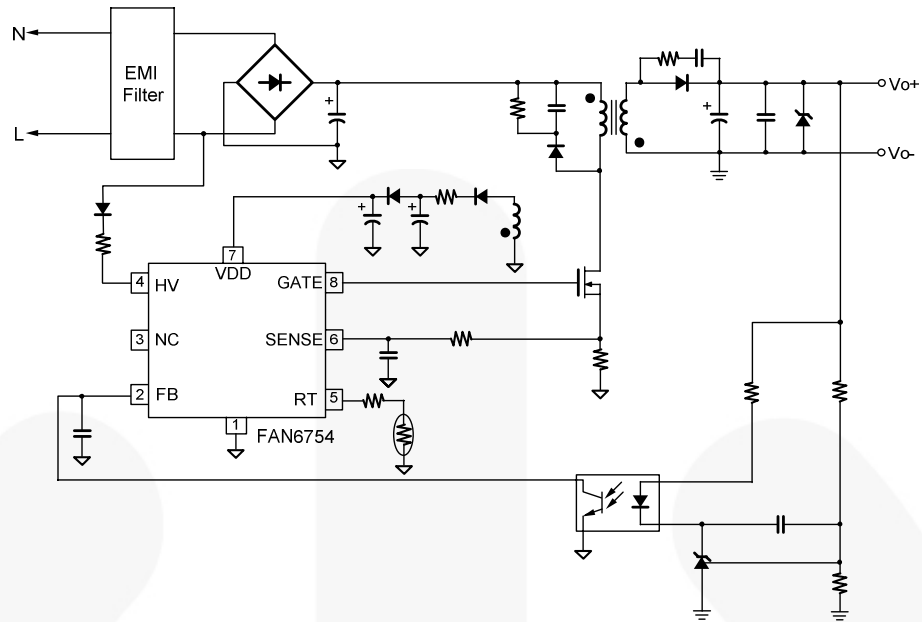 N
EMI
Filter
L
+
+
Vo+
Vo-
+
+
7
VDD
4
HV
GATE
8
3
NC
SENSE
6
2
FB
RT
5
1
FAN6754